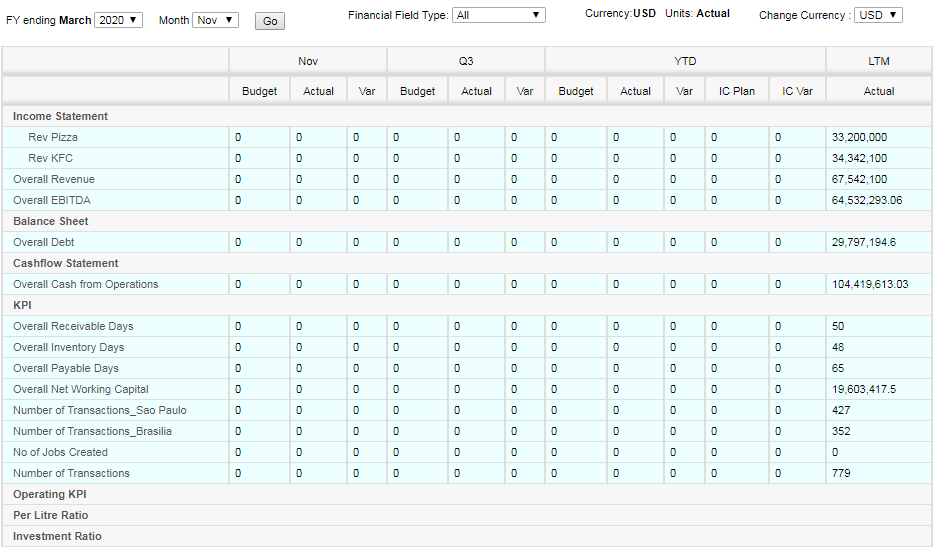 FY ending March 2020 Month Nov Go Financial Field Type: All Currency:USD Units: Actual Change Currency : USD
Nov Q3 YTD LTM
Budget Actual Var Budget Actual Var Budget Actual Var IC Plan IC Var Actual
Income Statement
Rev Pizza 0 0 0 0 0 0 0 0 0 0 0 33,200,000
Rev KFC 0 0 0 0 0 0 0 0 0 0 0 34,342,100
Overall Revenue 0 0 0 0 0 0 0 0 0 0 0 67,542,100
Overall EBITDA 0 0 0 0 0 0 0 0 0 0 0 64,532,293.06
Balance Sheet
Overall Debt 0 0 0 0 0 0 0 0 0 0 0 29,797,194.6
Cashflow Statement
Overall Cash from Operations 0 0 0 0 0 0 0 0 0 0 0 104,419,613.03
KPI
Overall Receivable Days 0 0 0 0 0 0 0 0 0 0 0 50
Overall Inventory Days 0 0 0 0 0 0 0 0 0 0 0 48
Overall Payable Days 0 0 0 0 0 0 0 0 0 0 0 65
Overall Net Working Capital 0 0 0 0 0 0 0 0 0 0 0 19,603,417.5
Number of Transactions_Sao Paulo 0 0 0 0 0 0 0 0 0 0 0 427
Number of Transactions_Brasilia 0 0 0 0 0 0 0 0 0 0 0 352
No of Jobs Created 0 0 0 0 0 0 0 0 0 0 0 0
Number of Transactions 0 0 0 0 0 0 0 0 0 0 0 779
Operating KPI
Per Litre Ratio
Investment Ratio